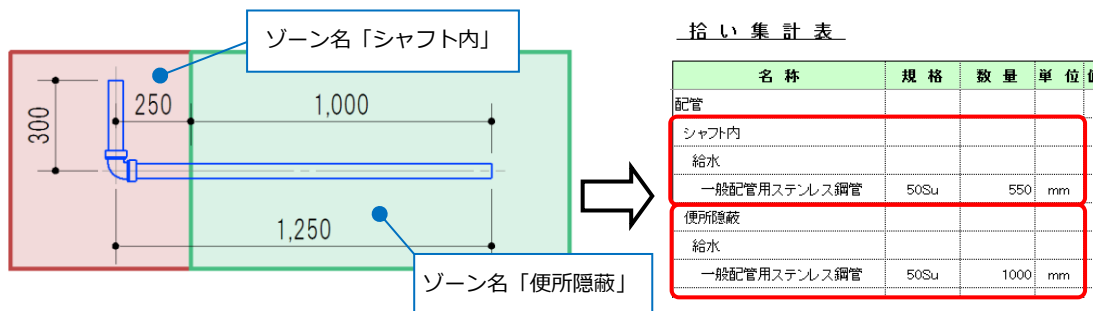 ゾーン名「シャフト内」
300
250
1,000
1,250
ゾーン名「便所隠蔽」
拾い集計表
名称 規格 数量 単位
配管
シャフト内
給水
一般配管用ステンレス鋼管 50Su 550 mm
便所隠蔽
給水
一般配管用ステンレス鋼管 50Su 1000 mm